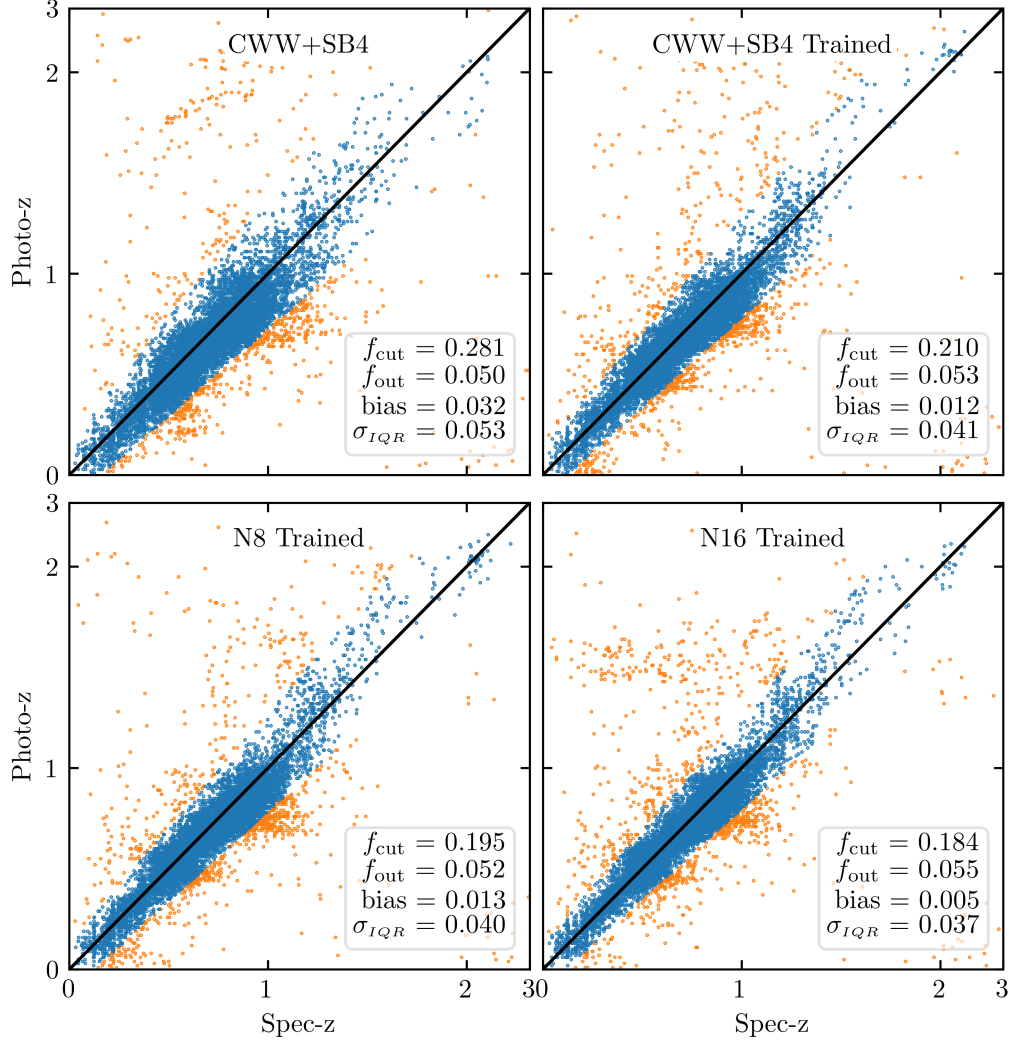 3
CWW+SB4
CWW+SB4 Trained
2
Photo-z
1
f_cut = 0.281
f_out = 0.050
bias = 0.032
σ_IQR = 0.053
f_cut = 0.210
f_out = 0.053
bias = 0.012
σ_IQR = 0.041
0
3
N8 Trained
N16 Trained
2
Photo-z
1
f_cut = 0.195
f_out = 0.052
bias = 0.013
σ_IQR = 0.040
f_cut = 0.184
f_out = 0.055
bias = 0.005
σ_IQR = 0.037
0
0 1 2 3 0 1 2 3
Spec-z Spec-z